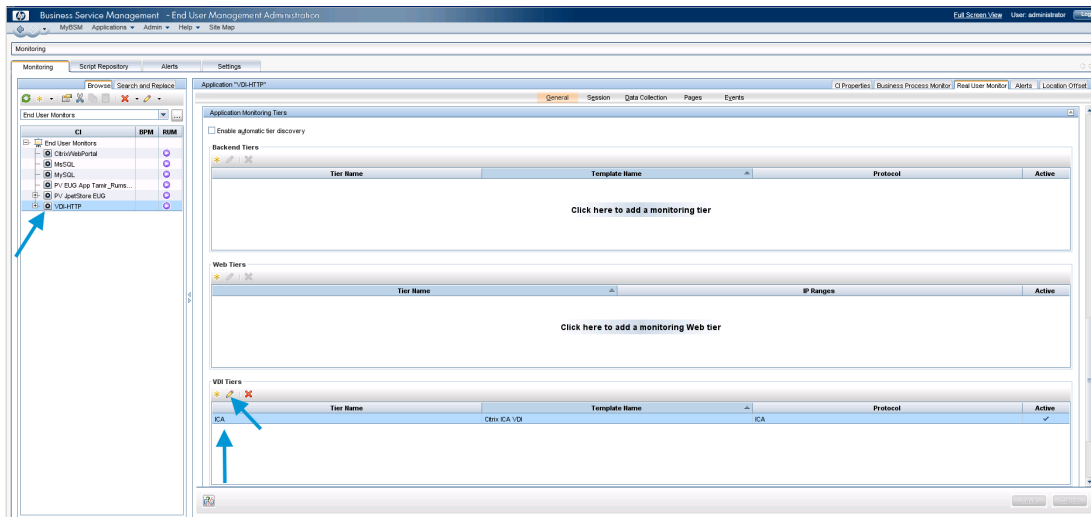 Business Service Management - End User Management Administration
Full Screen View User: administrator
MyBSM Applications Admin Help Site Map
Monitoring
Monitoring Script Repository Alerts Settings
Browse Search and Replace
Application "VDI-HTTP"
CI Properties Business Process Monitor Real User Monitor Alerts Location Offset
General Session Data Collection Pages Events
End User Monitors
CI BPM RUM
End User Monitors
CitrixWebPortal
MsSQL
MySQL
PV EUG App Tamir_Rums...
PV JpetStore EUG
VDI-HTTP
Application Monitoring Tiers
Enable automatic tier discovery
Backend Tiers
Tier Name Template Name Protocol Active
Click here to add a monitoring tier
Web Tiers
Tier Name IP Ranges Active
Click here to add a monitoring Web tier
VDI Tiers
Tier Name Template Name Protocol Active
ICA Citrix ICA VDI ICA